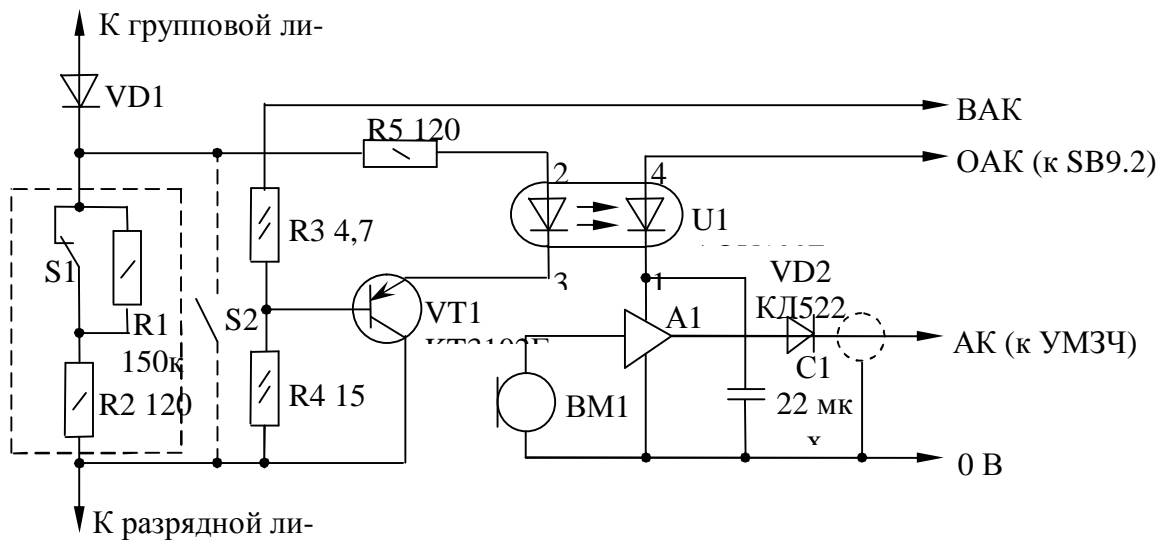 К групповой ли-
VD1
R5 120
ВАК
ОАК (к SB9.2)
2
4
R3 4,7
U1
S1
3
1
VD2
КД522
R1
150к
S2
VT1
A1
АК (к УМЗЧ)
R2 120
R4 15
BM1
C1
22 мк
0 В
К разрядной ли-